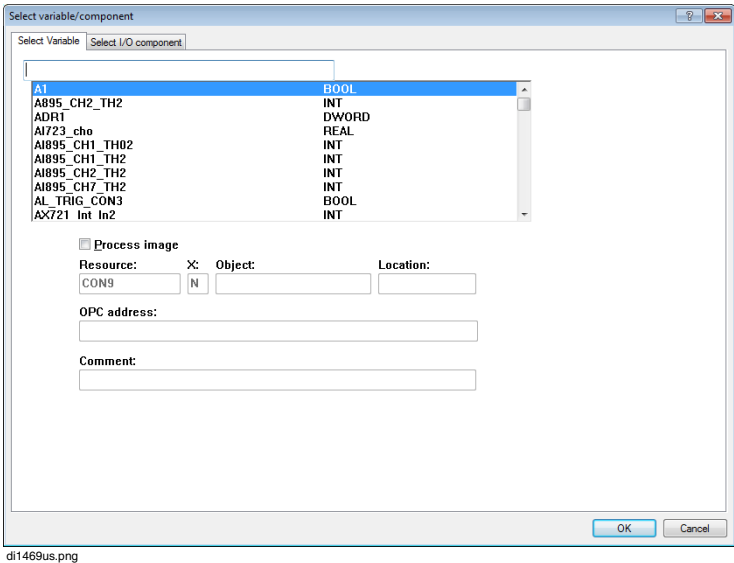 Select variable/component
Select Variable Select I/O component
A1 BOOL
A895_CH2_TH2 INT
ADR1 DWORD
AI723_cho REAL
AI895_CH1_TH02 INT
AI895_CH1_TH2 INT
AI895_CH2_TH2 INT
AI895_CH7_TH2 INT
AL_TRIG_CON3 BOOL
AX721_Int_In2 INT
Process image
Resource: X: Object: Location:
CON9 N
OPC address:
Comment:
OK Cancel
di1469us.png